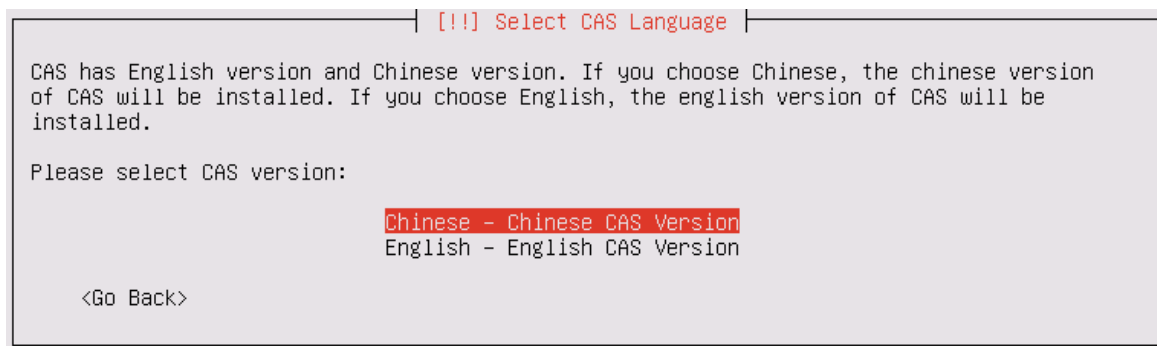 [!!] Select CAS Language
CAS has English version and Chinese version. If you choose Chinese, the chinese version
of CAS will be installed. If you choose English, the english version of CAS will be
installed.
Please select CAS version:
Chinese – Chinese CAS Version
English – English CAS Version
<Go Back>